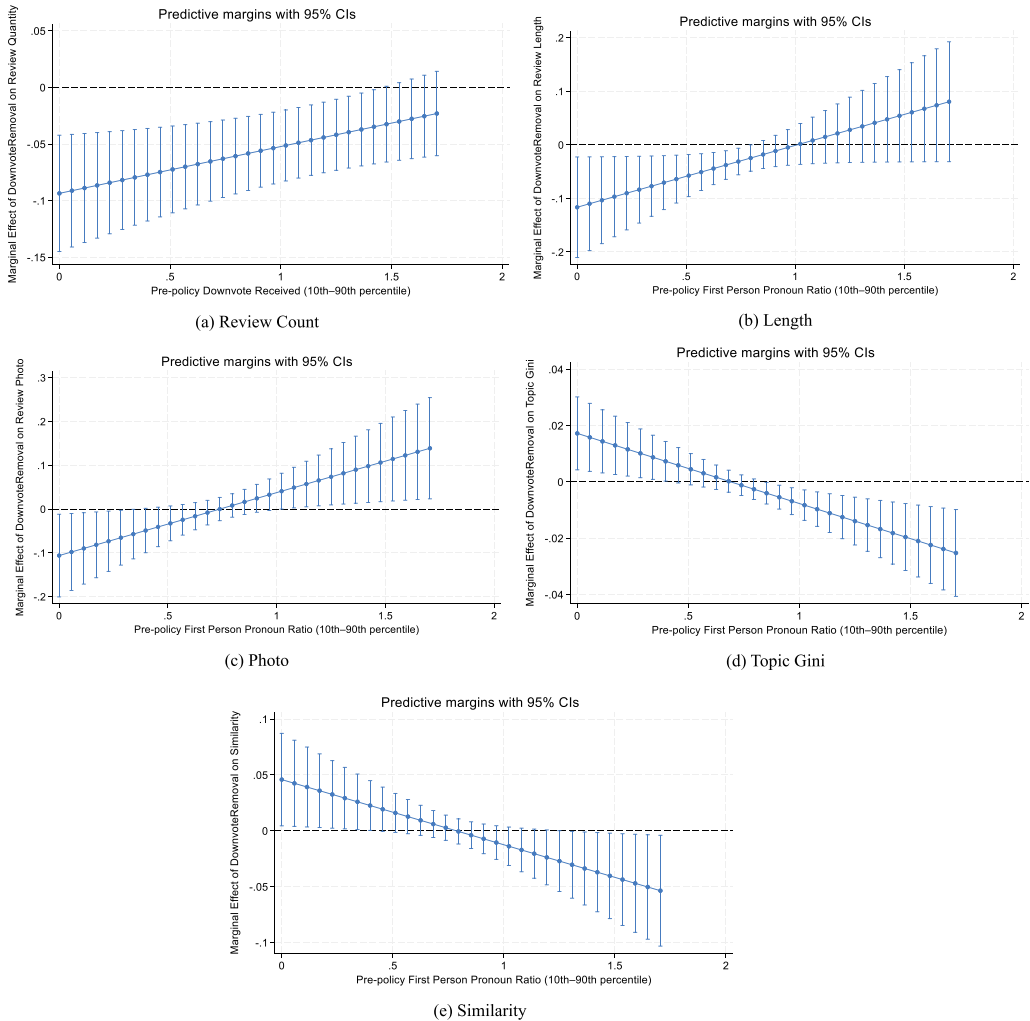 Predictive margins with 95% CIs
Marginal Effect of DownvoteRemoval on Review Quantity
.05
0
-.05
-.1
-.15
0 .5 1 1.5 2
Pre-policy Downvote Received (10th–90th percentile)
(a) Review Count
Predictive margins with 95% CIs
Marginal Effect of DownvoteRemoval on Review Length
.2
.1
0
-.1
-.2
0 .5 1 1.5 2
Pre-policy First Person Pronoun Ratio (10th–90th percentile)
(b) Length
Predictive margins with 95% CIs
Marginal Effect of DownvoteRemoval on Review Photo
.3
.2
.1
0
-.1
-.2
0 .5 1 1.5 2
Pre-policy First Person Pronoun Ratio (10th–90th percentile)
(c) Photo
Predictive margins with 95% CIs
Marginal Effect of DownvoteRemoval on Topic Gini
.04
.02
0
-.02
-.04
0 .5 1 1.5 2
Pre-policy First Person Pronoun Ratio (10th–90th percentile)
(d) Topic Gini
Predictive margins with 95% CIs
Marginal Effect of DownvoteRemoval on Similarity
.1
.05
0
-.05
-.1
0 .5 1 1.5 2
Pre-policy First Person Pronoun Ratio (10th–90th percentile)
(e) Similarity